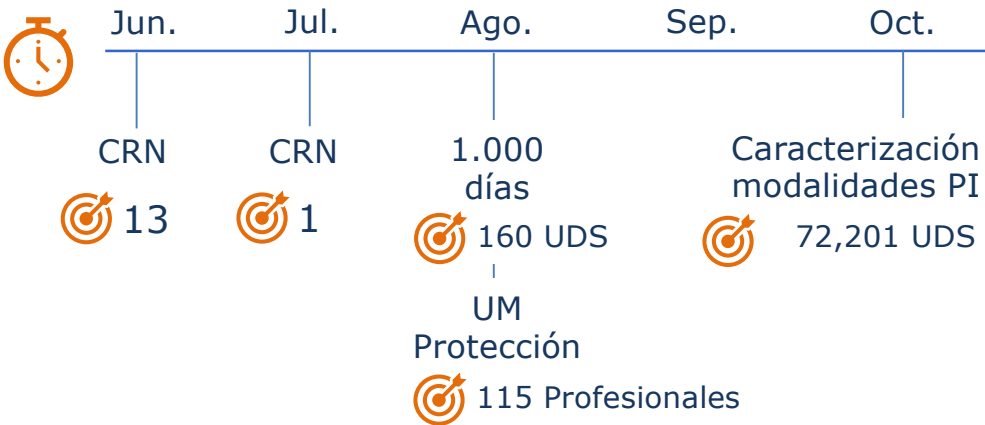 Jun. Jul. Ago. Sep. Oct.
CRN CRN 1.000 Caracterización
días modalidades PI
13 1 160 UDS 72,201 UDS
UM
Protección
115 Profesionales